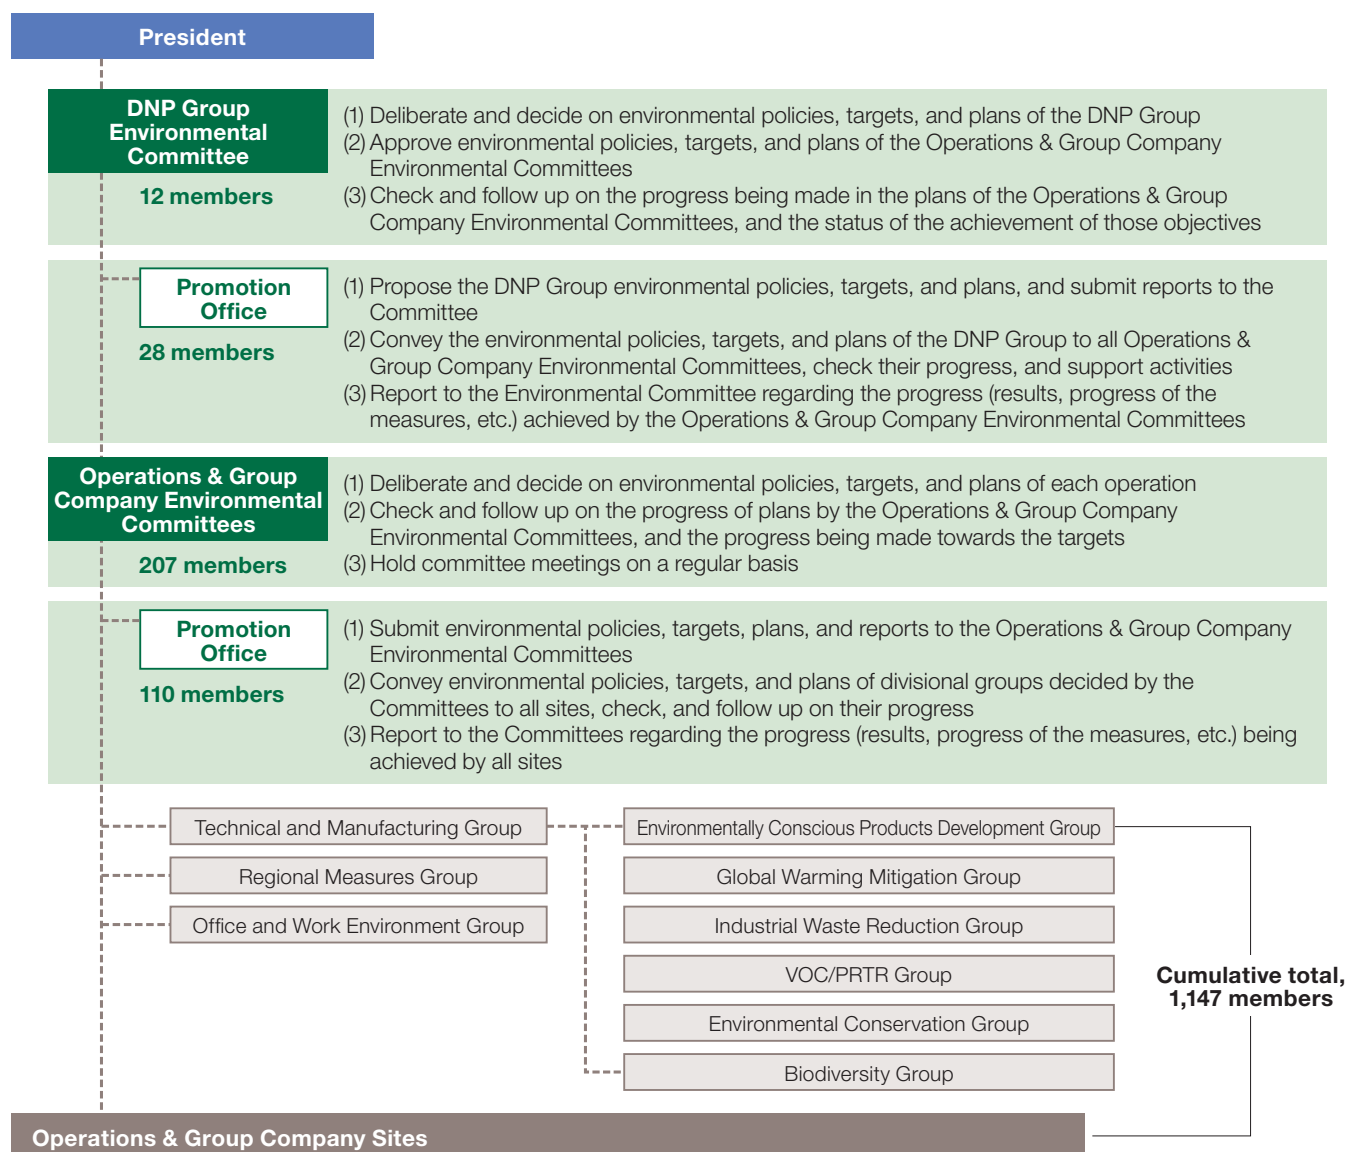 President
DNP Group
Environmental
Committee
12 members
(1) Deliberate and decide on environmental policies, targets, and plans of the DNP Group
(2) Approve environmental policies, targets, and plans of the Operations & Group Company
Environmental Committees
(3) Check and follow up on the progress being made in the plans of the Operations & Group
Company Environmental Committees, and the status of the achievement of those objectives
Promotion
Office
28 members
(1) Propose the DNP Group environmental policies, targets, and plans, and submit reports to the
Committee
(2) Convey the environmental policies, targets, and plans of the DNP Group to all Operations &
Group Company Environmental Committees, check their progress, and support activities
(3) Report to the Environmental Committee regarding the progress (results, progress of the
measures, etc.) achieved by the Operations & Group Company Environmental Committees
Operations & Group
Company Environmental
Committees
207 members
(1) Deliberate and decide on environmental policies, targets, and plans of each operation
(2) Check and follow up on the progress of plans by the Operations & Group Company
Environmental Committees, and the progress being made towards the targets
(3) Hold committee meetings on a regular basis
Promotion
Office
110 members
(1) Submit environmental policies, targets, plans, and reports to the Operations & Group Company
Environmental Committees
(2) Convey environmental policies, targets, and plans of divisional groups decided by the
Committees to all sites, check, and follow up on their progress
(3) Report to the Committees regarding the progress (results, progress of the measures, etc.) being
achieved by all sites
Technical and Manufacturing Group
Regional Measures Group
Office and Work Environment Group
Environmentally Conscious Products Development Group
Global Warming Mitigation Group
Industrial Waste Reduction Group
VOC/PRTR Group
Environmental Conservation Group
Biodiversity Group
Cumulative total,
1,147 members
Operations & Group Company Sites